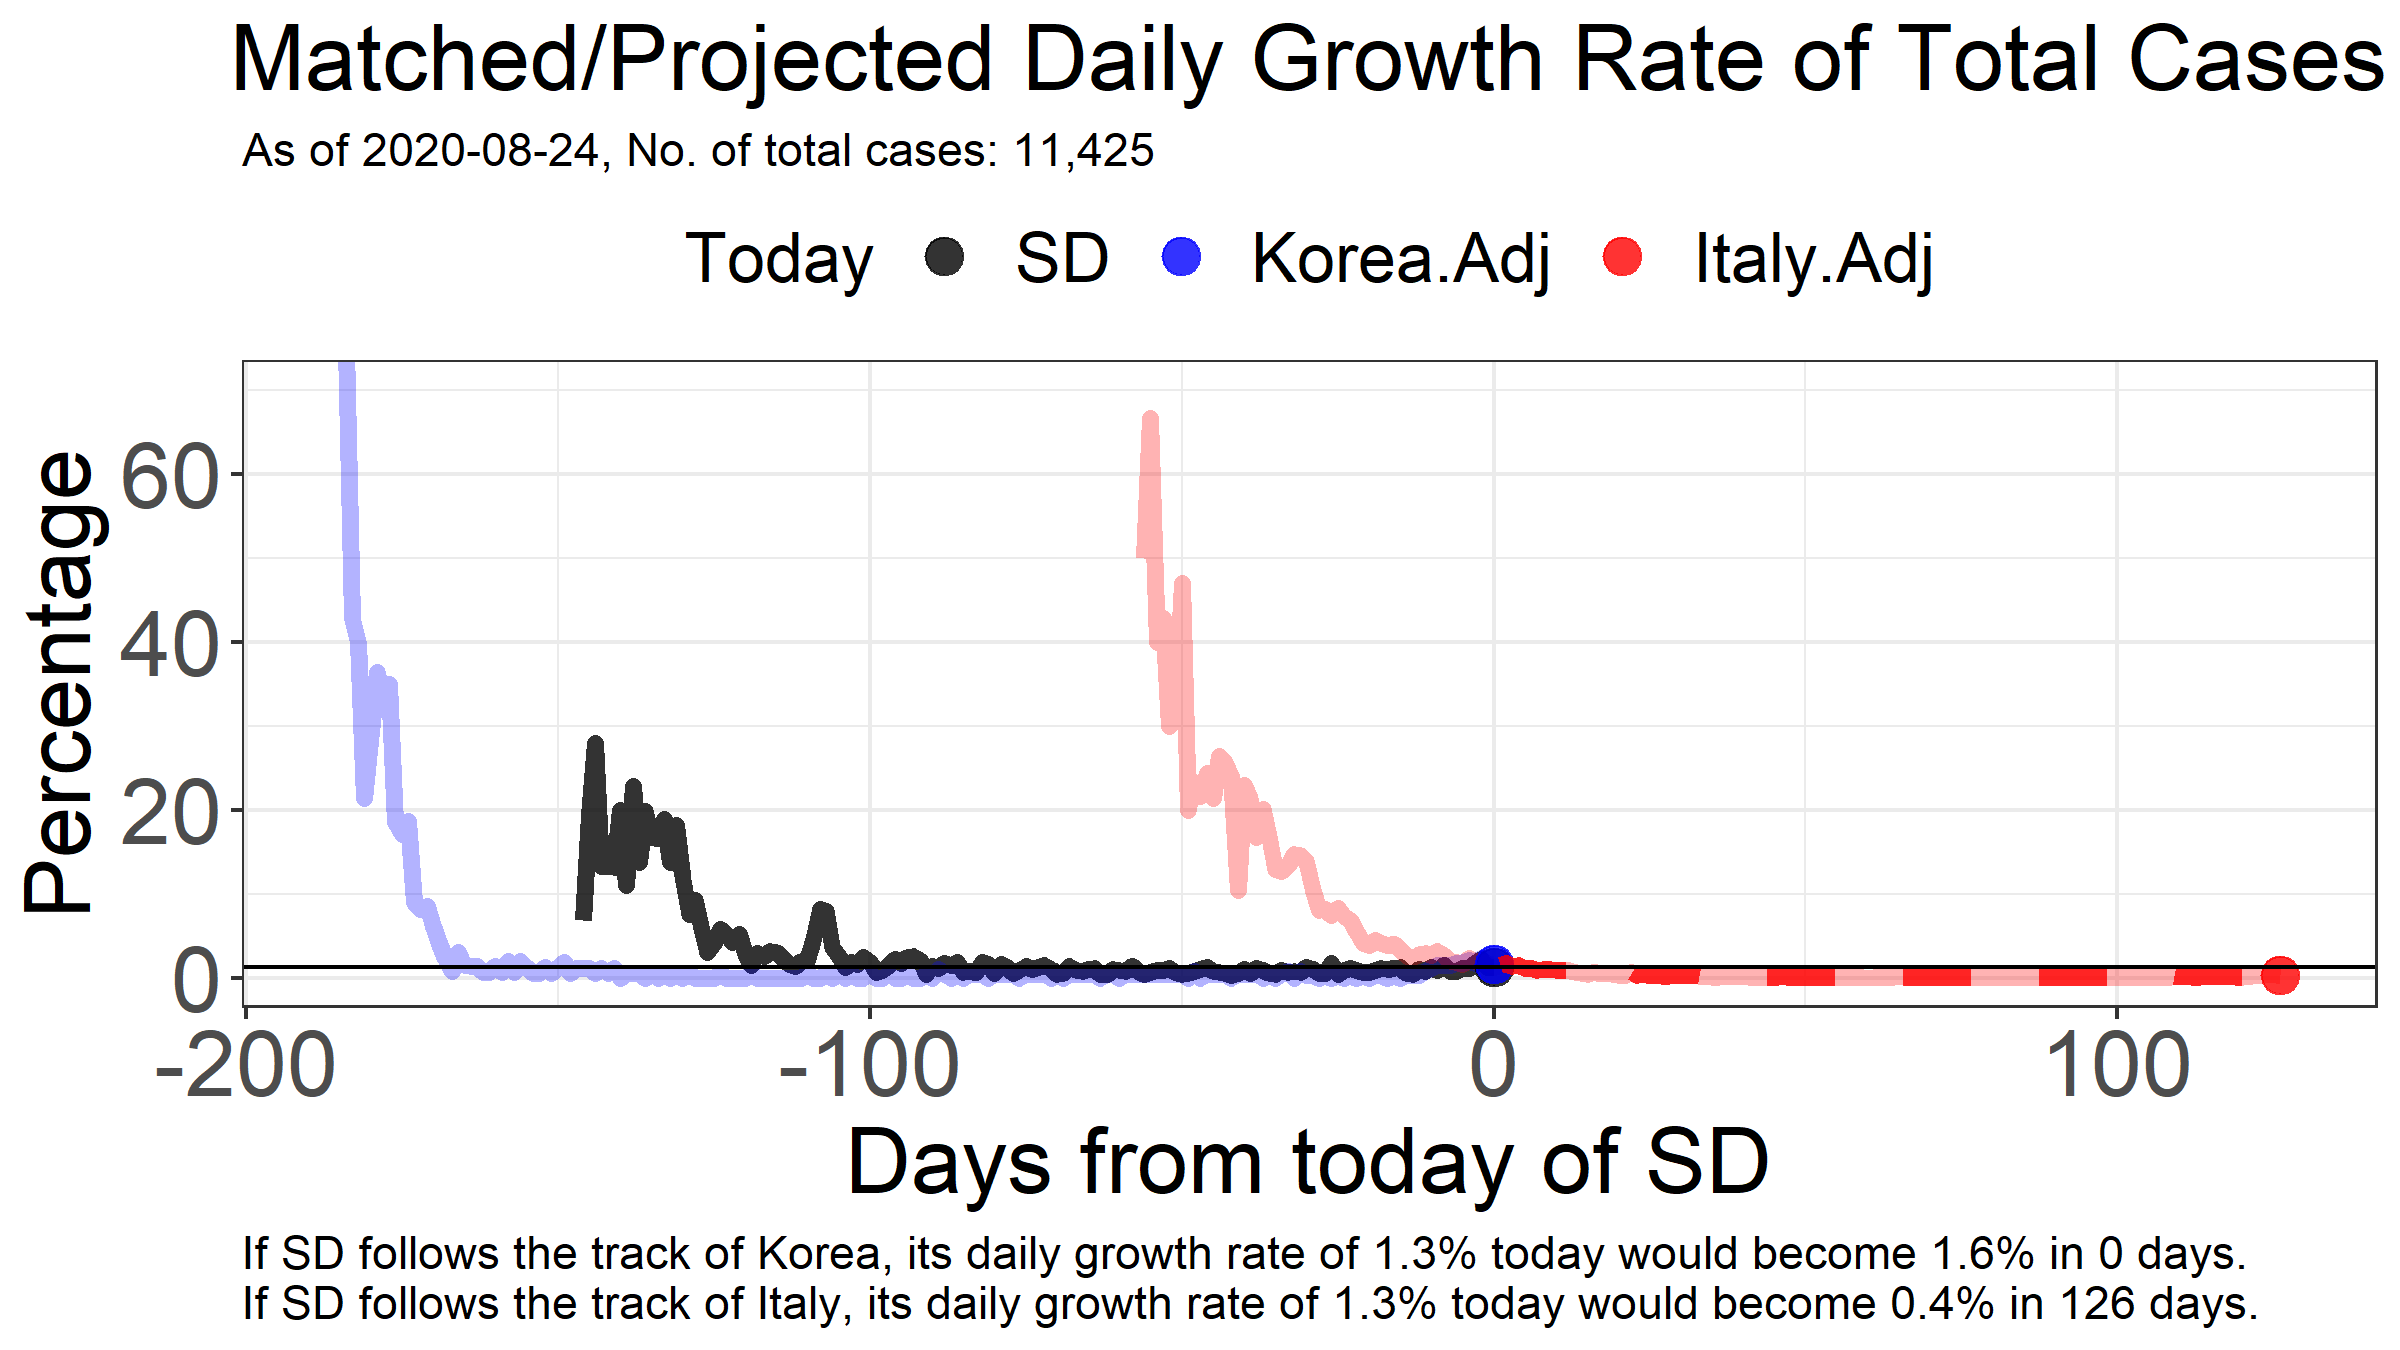 Matched/Projected Daily Growth Rate of Total Cases
As of 2020-08-24, No. of total cases: 11,425
Today SD Korea.Adj Italy.Adj
Percentage
60
40
20
0
-200 -100 0 100
Days from today of SD
If SD follows the track of Korea, its daily growth rate of 1.3% today would become 1.6% in 0 days.
If SD follows the track of Italy, its daily growth rate of 1.3% today would become 0.4% in 126 days.